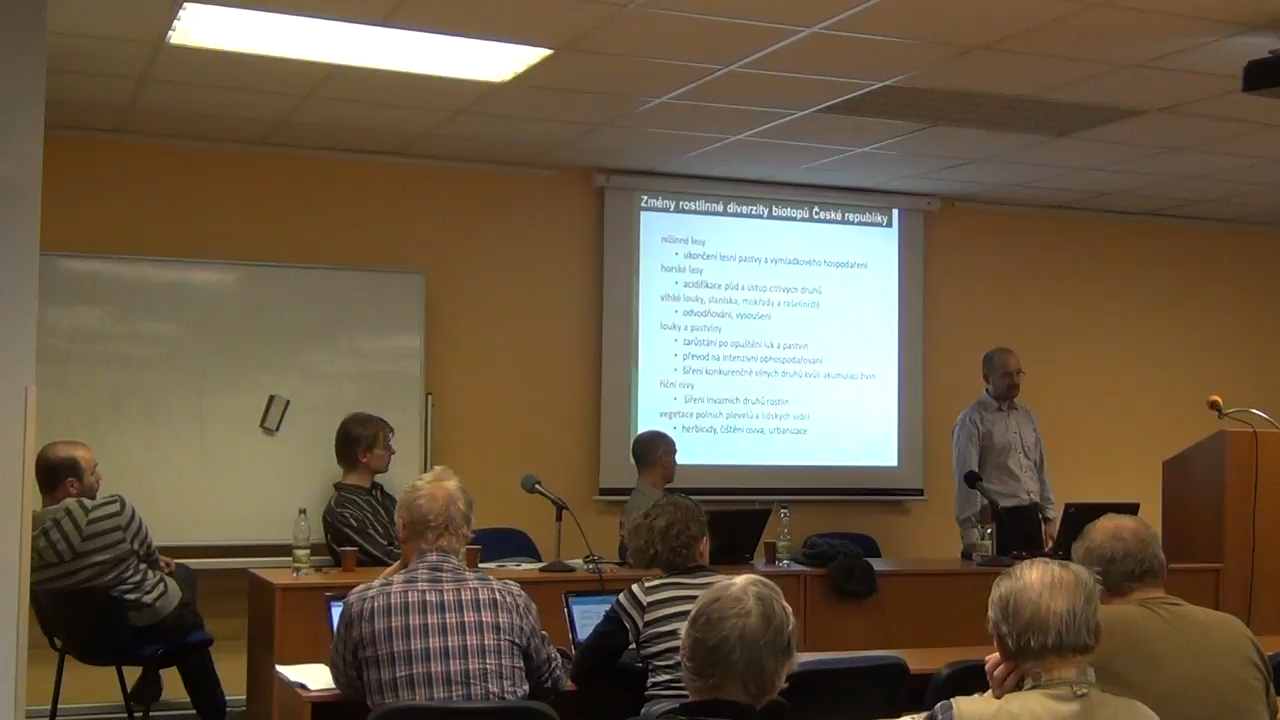 Změny rostlinné diverzity biotopů České republiky
nížinné lesy
• ukončení lesní pastvy a výmladkového hospodaření
horské lesy
• acidifikace půd a ústup citlivých druhů
vlhké louky, slaniska, mokřady a rašeliniště
• odvodňování, vysoušení
louky a pastviny
• zarůstání po opuštění luk a pastvin
• převod na intenzivní obhospodařování
• šíření konkurenčně silných druhů kvůli akumulaci živin
říční nivy
• šíření invazních druhů rostlin
vegetace polních plevelů a lidských sídel
• herbicidy, čištění osiva, urbanizace